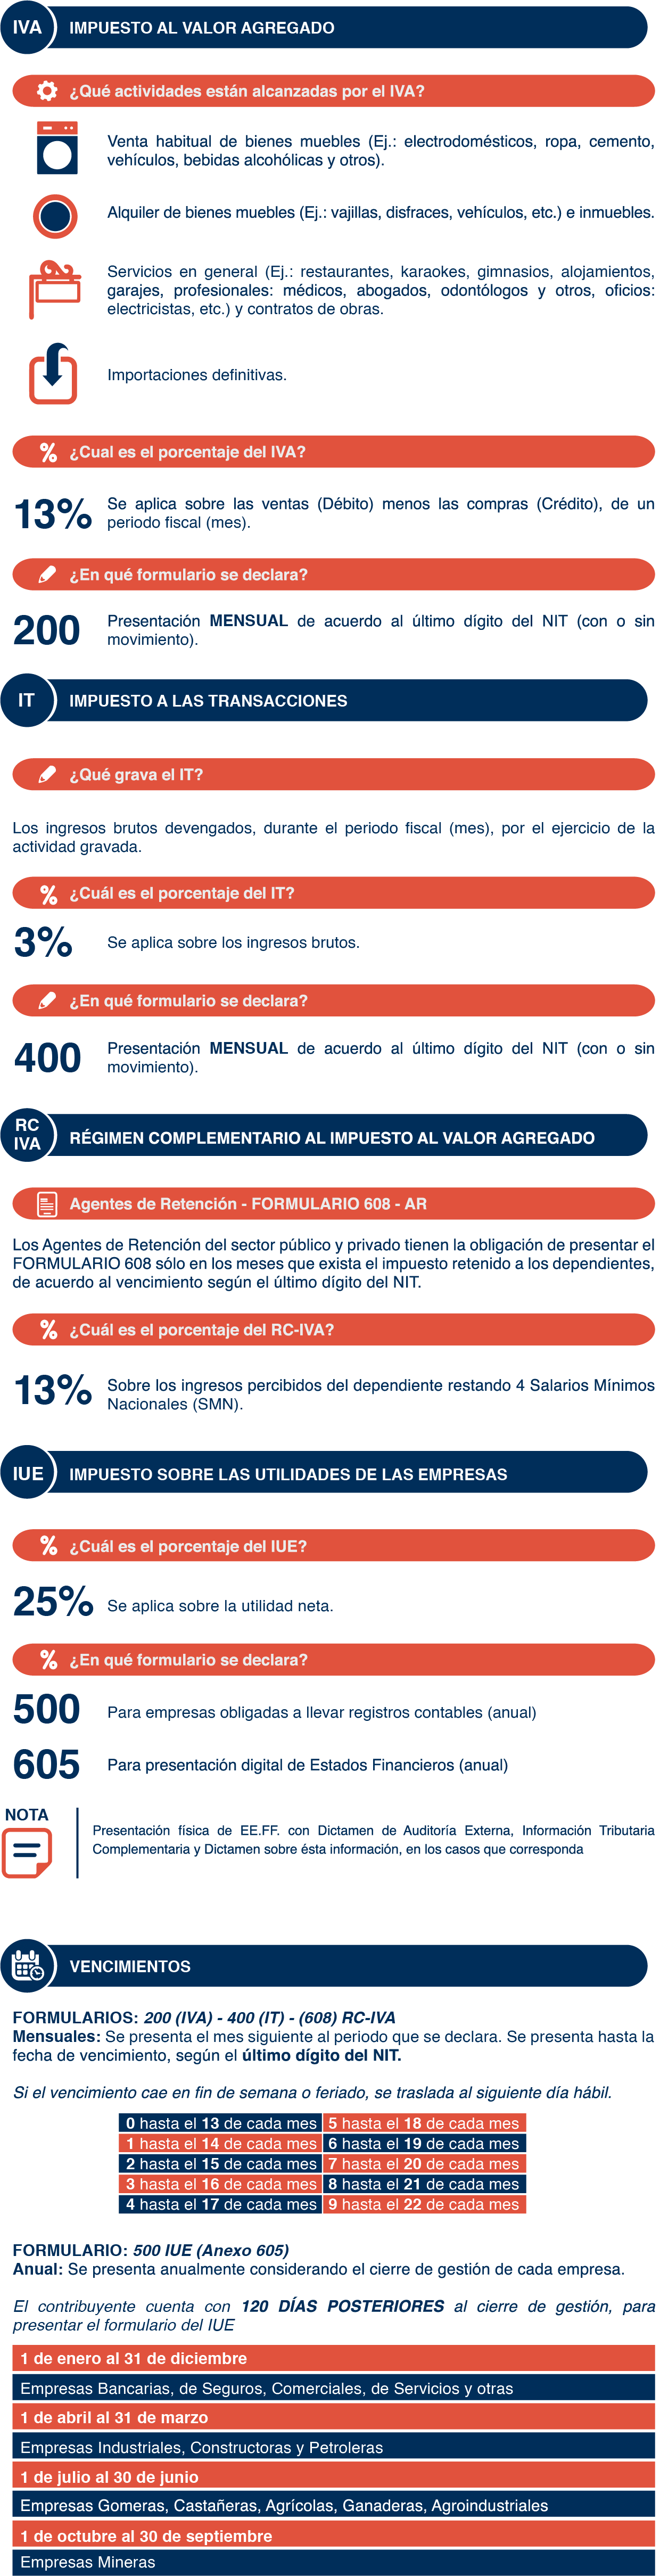 IVA IMPUESTO AL VALOR AGREGADO
¿Qué actividades están alcanzadas por el IVA?
Venta habitual de bienes muebles (Ej.: electrodomésticos, ropa, cemento,
vehículos, bebidas alcohólicas y otros).
Alquiler de bienes muebles (Ej.: vajillas, disfraces, vehículos, etc.) e inmuebles.
Servicios en general (Ej.: restaurantes, karaokes, gimnasios, alojamientos,
garajes, profesionales: médicos, abogados, odontólogos y otros, oficios:
electricistas, etc.) y contratos de obras.
Importaciones definitivas.
% ¿Cual es el porcentaje del IVA?
13% Se aplica sobre las ventas (Débito) menos las compras (Crédito), de un
periodo fiscal (mes).
¿En qué formulario se declara?
200 Presentación MENSUAL de acuerdo al último dígito del NIT (con o sin
movimiento).
IT IMPUESTO A LAS TRANSACCIONES
¿Qué grava el IT?
Los ingresos brutos devengados, durante el periodo fiscal (mes), por el ejercicio de la
actividad gravada.
% ¿Cuál es el porcentaje del IT?
3% Se aplica sobre los ingresos brutos.
¿En qué formulario se declara?
400 Presentación MENSUAL de acuerdo al último dígito del NIT (con o sin
movimiento).
RC
IVA RÉGIMEN COMPLEMENTARIO AL IMPUESTO AL VALOR AGREGADO
Agentes de Retención - FORMULARIO 608 - AR
Los Agentes de Retención del sector público y privado tienen la obligación de presentar el
FORMULARIO 608 sólo en los meses que exista el impuesto retenido a los dependientes,
de acuerdo al vencimiento según el último dígito del NIT.
% ¿Cuál es el porcentaje del RC-IVA?
13% Sobre los ingresos percibidos del dependiente restando 4 Salarios Mínimos
Nacionales (SMN).
IUE IMPUESTO SOBRE LAS UTILIDADES DE LAS EMPRESAS
% ¿Cuál es el porcentaje del IUE?
25% Se aplica sobre la utilidad neta.
% ¿En qué formulario se declara?
500 Para empresas obligadas a llevar registros contables (anual)
605 Para presentación digital de Estados Financieros (anual)
NOTA
Presentación física de EE.FF. con Dictamen de Auditoría Externa, Información Tributaria
Complementaria y Dictamen sobre ésta información, en los casos que corresponda
VENCIMIENTOS
FORMULARIOS: 200 (IVA) - 400 (IT) - (608) RC-IVA
Mensuales: Se presenta el mes siguiente al periodo que se declara. Se presenta hasta la
fecha de vencimiento, según el último dígito del NIT.
Si el vencimiento cae en fin de semana o feriado, se traslada al siguiente día hábil.
0 hasta el 13 de cada mes 5 hasta el 18 de cada mes
1 hasta el 14 de cada mes 6 hasta el 19 de cada mes
2 hasta el 15 de cada mes 7 hasta el 20 de cada mes
3 hasta el 16 de cada mes 8 hasta el 21 de cada mes
4 hasta el 17 de cada mes 9 hasta el 22 de cada mes
FORMULARIO: 500 IUE (Anexo 605)
Anual: Se presenta anualmente considerando el cierre de gestión de cada empresa.
El contribuyente cuenta con 120 DÍAS POSTERIORES al cierre de gestión, para
presentar el formulario del IUE
1 de enero al 31 de diciembre
Empresas Bancarias, de Seguros, Comerciales, de Servicios y otras
1 de abril al 31 de marzo
Empresas Industriales, Constructoras y Petroleras
1 de julio al 30 de junio
Empresas Gomeras, Castañeras, Agrícolas, Ganaderas, Agroindustriales
1 de octubre al 30 de septiembre
Empresas Mineras